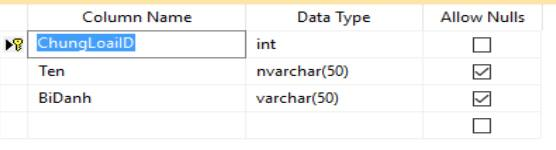 Column Name Data Type Allow Nulls
ChungLoaiID int
Ten nvarchar(50)
BiDanh varchar(50)